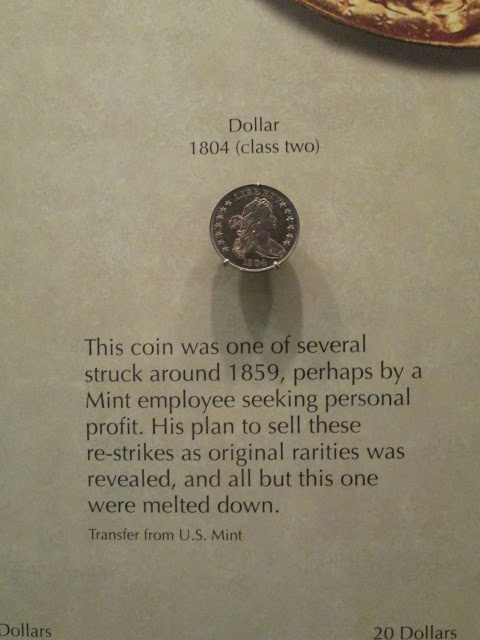 Dollar
1804 (class two)
LIBERTY
1804
This coin was one of several
struck around 1859, perhaps by a
Mint employee seeking personal
profit. His plan to sell these
re-strikes as original rarities was
revealed, and all but this one
were melted down.
Transfer from U.S. Mint
Dollars
20 Dollars